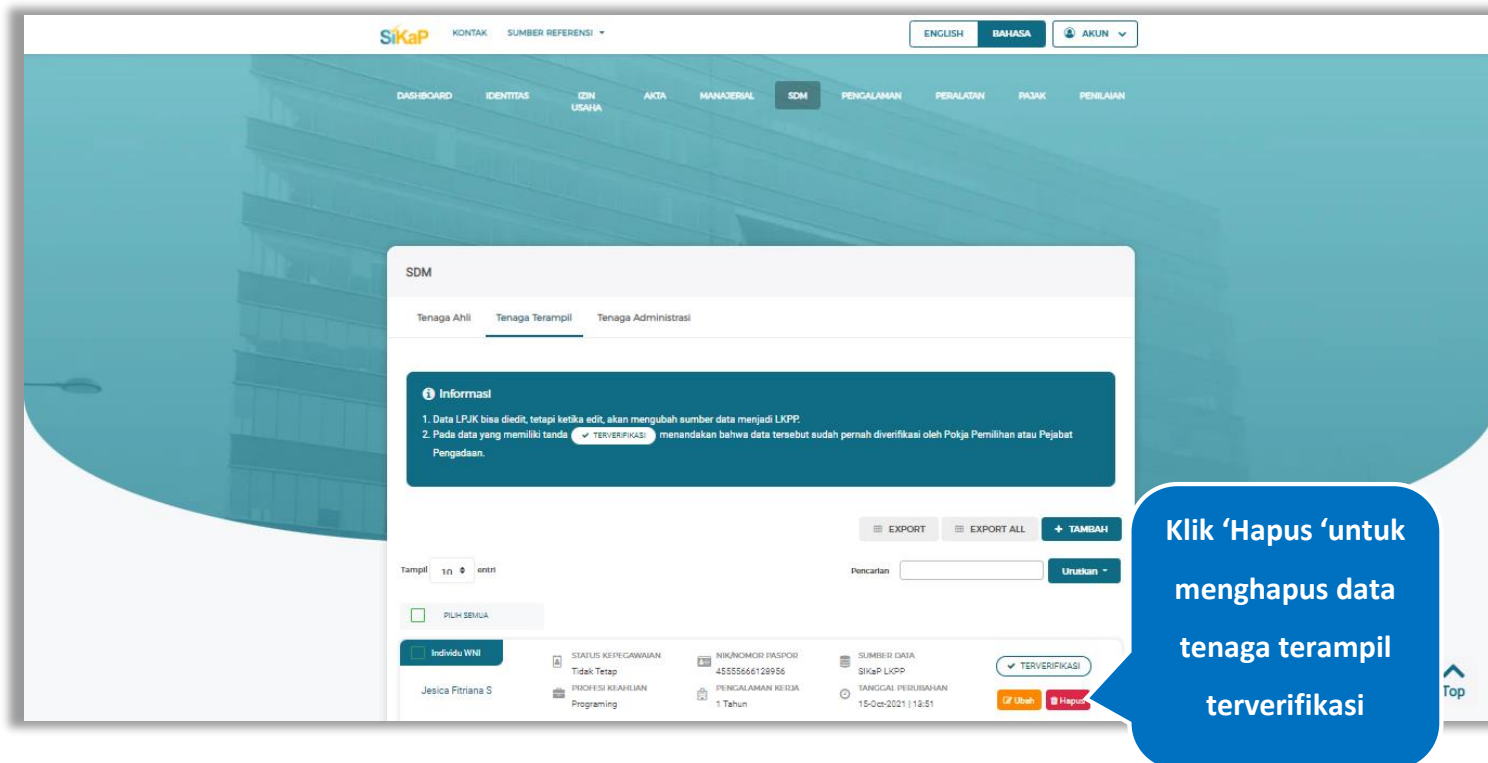 SiKaP KONTAK SUMBER REFERENSI ENGLISH BAHASA AKUN
DASHBOARD IDENTITAS IZIN USAHA AKTA MANAJERIAL SDM PENGALAMAN PERALATAN PAJAK PENILAIAN
SDM
Tenaga Ahli Tenaga Terampil Tenaga Administrasi
Informasi
1. Data LPJK bisa diedit, tetapi ketika edit, akan mengubah sumber data menjadi LKPP.
2. Pada data yang memiliki tanda TERVERIFIKASI menandakan bahwa data tersebut sudah pernah diverifikasi oleh Pokja Pemilihan atau Pejabat
Pengadaan.
EXPORT EXPORT ALL + TAMBAH
Tampil 10 entri Pencarian Urutkan
PILIH SEMUA
Individu WNI
Jesica Fitriana S
STATUS KEPEGAWAIAN
Tidak Tetap
PROFESI KEAHLIAN
Programing
NIK/NOMOR PASPOR
45555666128956
PENGALAMAN KERJA
1 Tahun
SUMBER DATA
SIKaP LKPP
TANGGAL PERUBAHAN
15-Oct-2021 | 13:51
TERVERIFIKASI
Ubah Hapus
Klik ‘Hapus ‘untuk
menghapus data
tenaga terampil
terverifikasi
Top